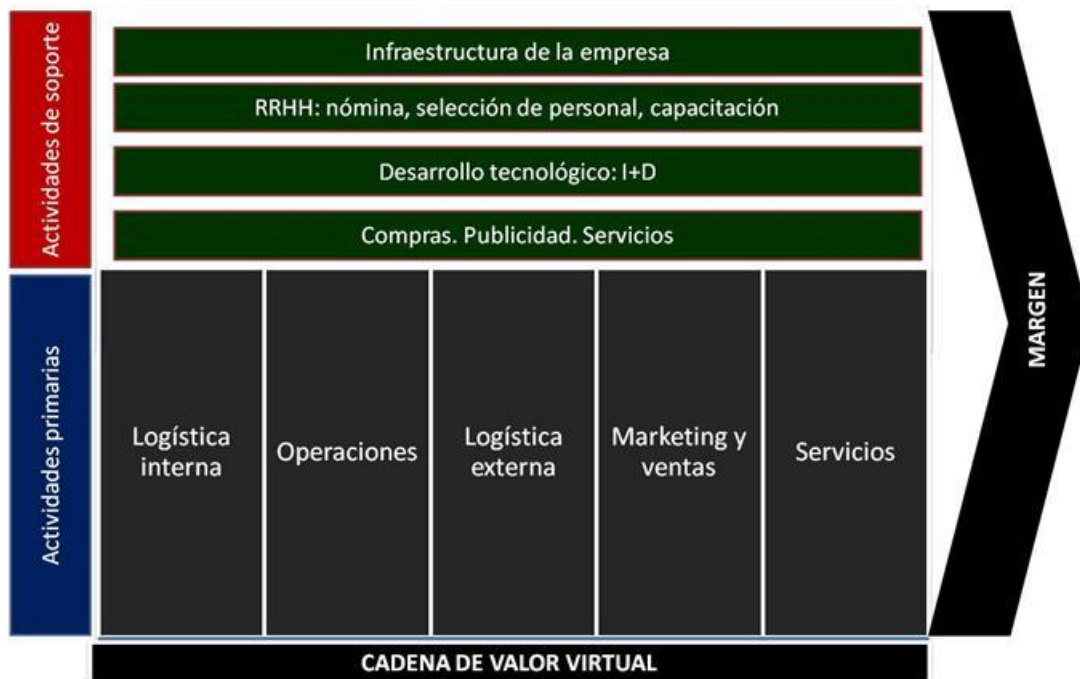 Actividades de soporte
Infraestructura de la empresa
RRHH: nómina, selección de personal, capacitación
Desarrollo tecnológico: I+D
Compras. Publicidad. Servicios
Actividades primarias
Logística
interna
Operaciones
Logística
externa
Marketing y
ventas
Servicios
MARGEN
CADENA DE VALOR VIRTUAL